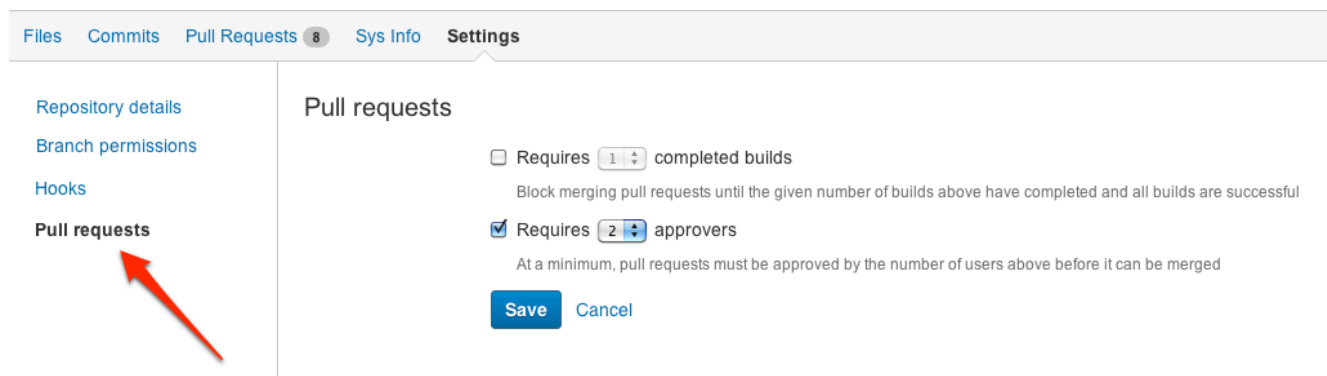 Files Commits Pull Requests 8 Sys Info Settings
Repository details
Branch permissions
Hooks
Pull requests
Pull requests
Requires 1 completed builds
Block merging pull requests until the given number of builds above have completed and all builds are successful
Requires 2 approvers
At a minimum, pull requests must be approved by the number of users above before it can be merged
Save Cancel